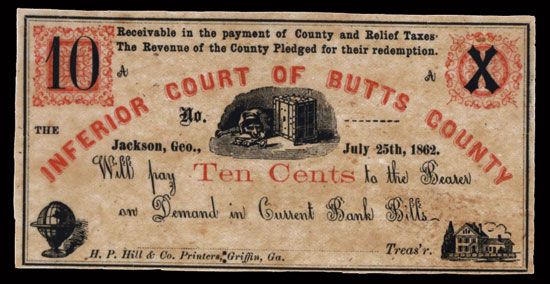 Receivable in the payment of County and Relief Taxes.
The Revenue of the County Pledged for their redemption.
10 A A X
THE INFERIOR COURT OF BUTTS COUNTY
No.
Jackson, Geo., July 25th, 1862.
Will pay Ten Cents to the Bearer
on Demand in Current Bank Bills
Treas'r.
H. P. Hill & Co. Printers, Griffin, Ga.